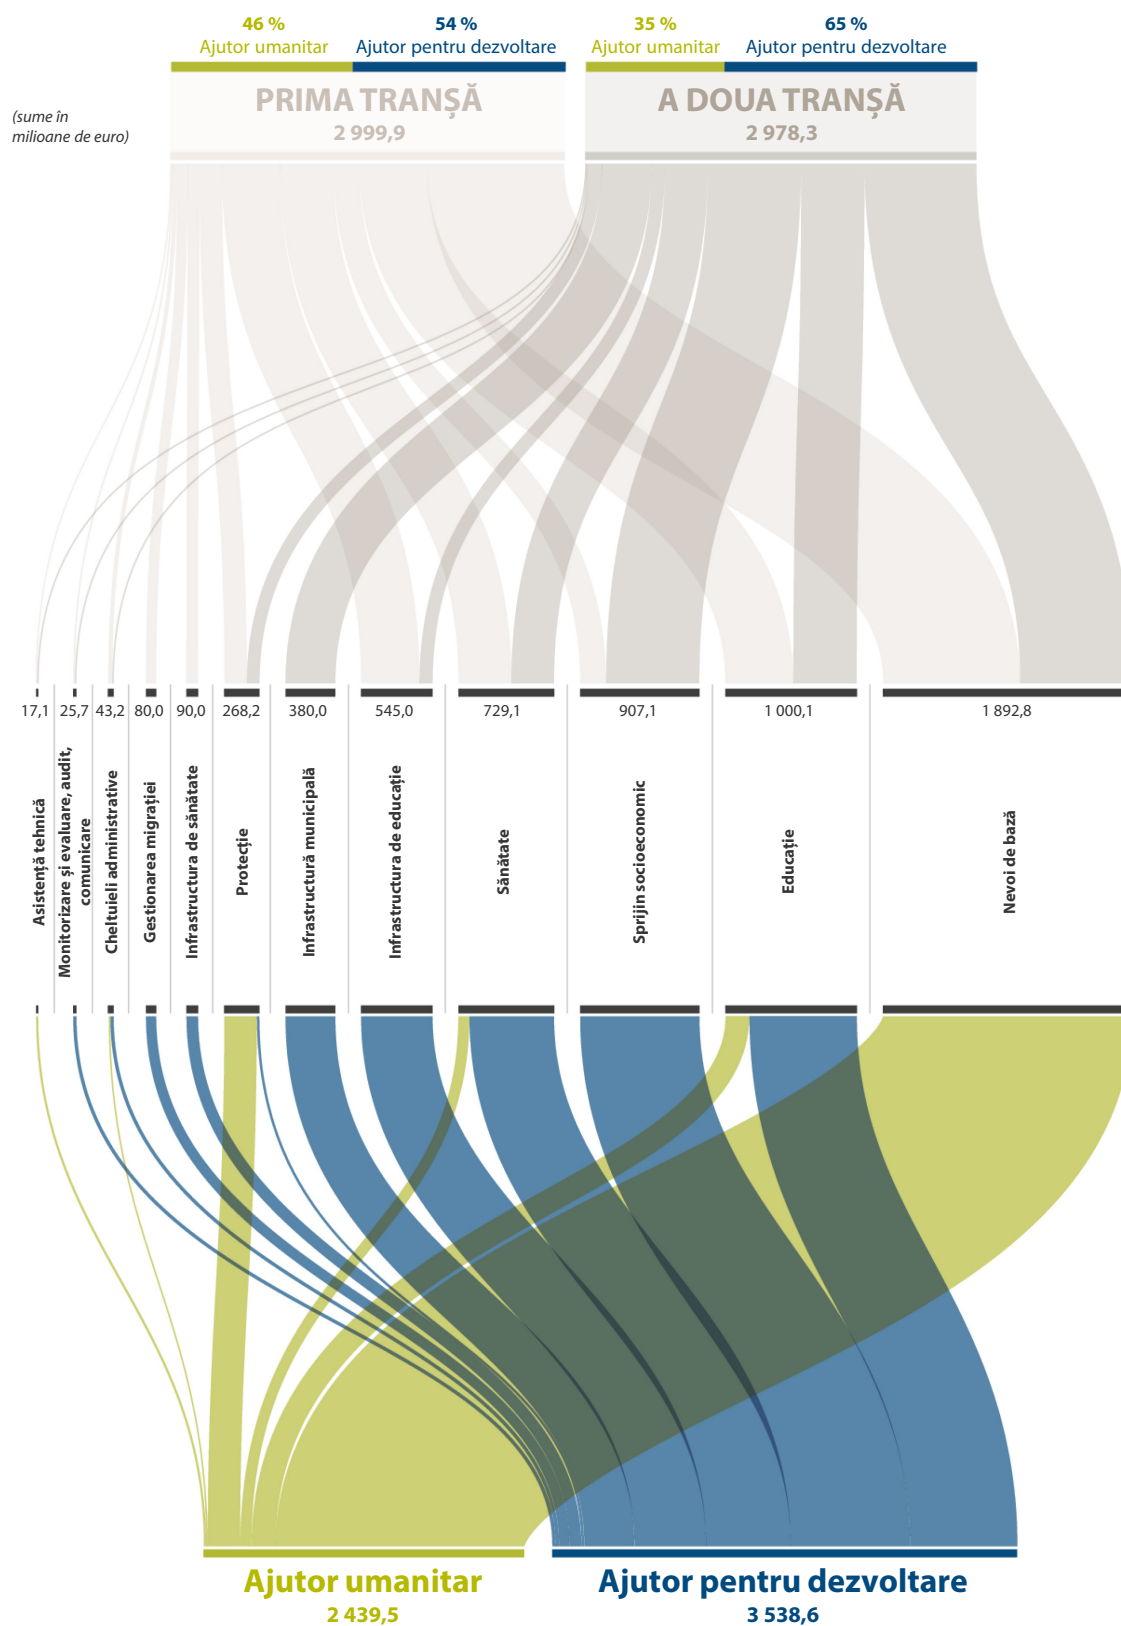 46 %
Ajutor umanitar
54 %
Ajutor pentru dezvoltare
35 %
Ajutor umanitar
65 %
Ajutor pentru dezvoltare
(sume în
milioane de euro)
PRIMA TRANȘĂ
2 999,9
A DOUA TRANȘĂ
2 978,3
17,1
25,7
43,2
80,0
90,0
268,2
380,0
545,0
729,1
907,1
1 000,1
1 892,8
Asistență tehnică
Monitorizare și evaluare, audit,
comunicare
Cheltuieli administrative
Gestionarea migrației
Infrastructura de sănătate
Protecție
Infrastructură municipală
Infrastructura de educație
Sănătate
Sprijin socioeconomic
Educație
Nevoi de bază
Ajutor umanitar
2 439,5
Ajutor pentru dezvoltare
3 538,6